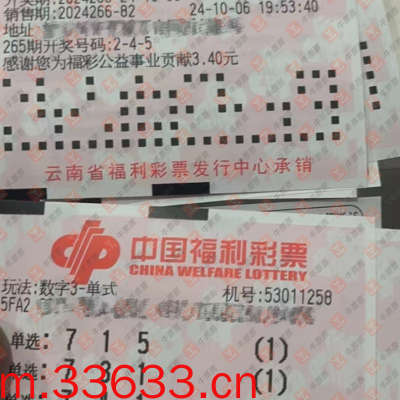 销售期:2024266-82 24-10-06 19:53:40
地址
265期开奖号码:2-4-5
感谢您为福彩公益事业贡献3.40元
云南省福利彩票发行中心承销
中国福利彩票
CHINA WELFARE LOTTERY
玩法:数字3-单式 机号:53011258
5FA2
单选: 7 1 5 (1)
单选: 7 3 1 (1)
m.33633.cn